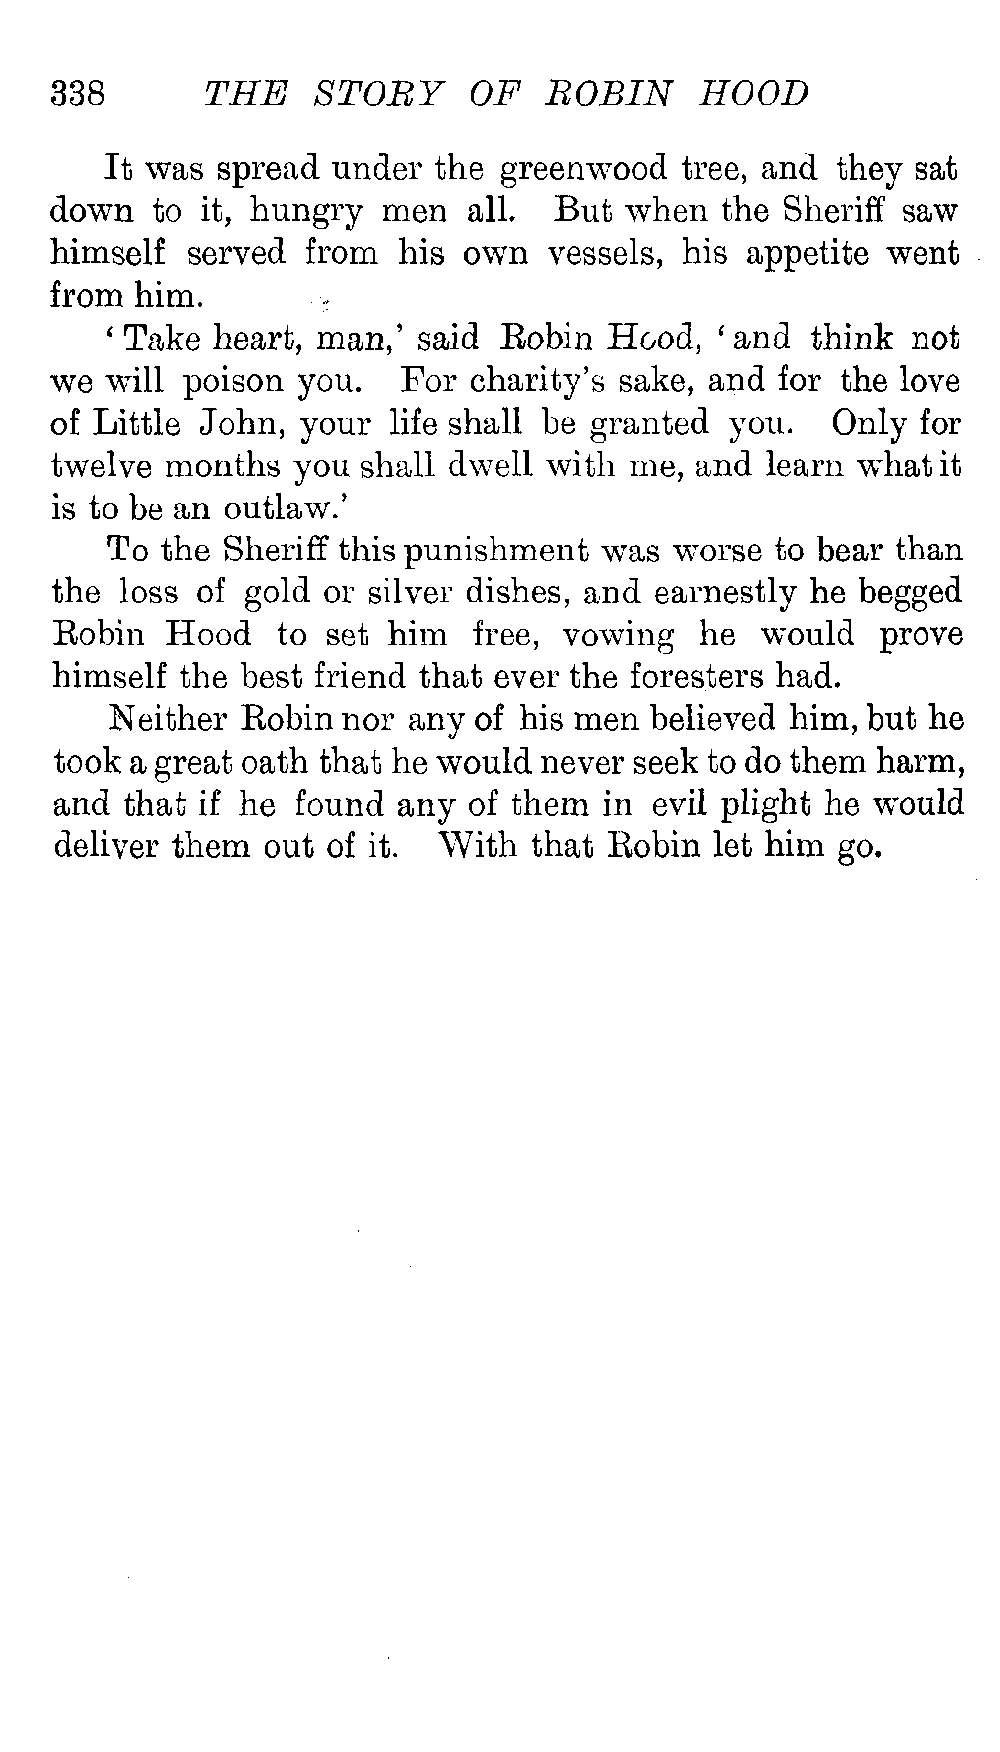 338 THE STORY OF ROBIN HOOD
It was spread under the greenwood tree, and they sat
down to it, hungry men all. But when the Sheriff saw
himself served from his own vessels, his appetite went
from him.
‘Take heart, man,’ said Robin Hood, ‘and think not
we will poison you. For charity’s sake, and for the love
of Little John, your life shall be granted you. Only for
twelve months you shall dwell with me, and learn what it
is to be an outlaw.’
To the Sheriff this punishment was worse to bear than
the loss of gold or silver dishes, and earnestly he begged
Robin Hood to set him free, vowing he would prove
himself the best friend that ever the foresters had.
Neither Robin nor any of his men believed him, but he
took a great oath that he would never seek to do them harm,
and that if he found any of them in evil plight he would
deliver them out of it. With that Robin let him go.